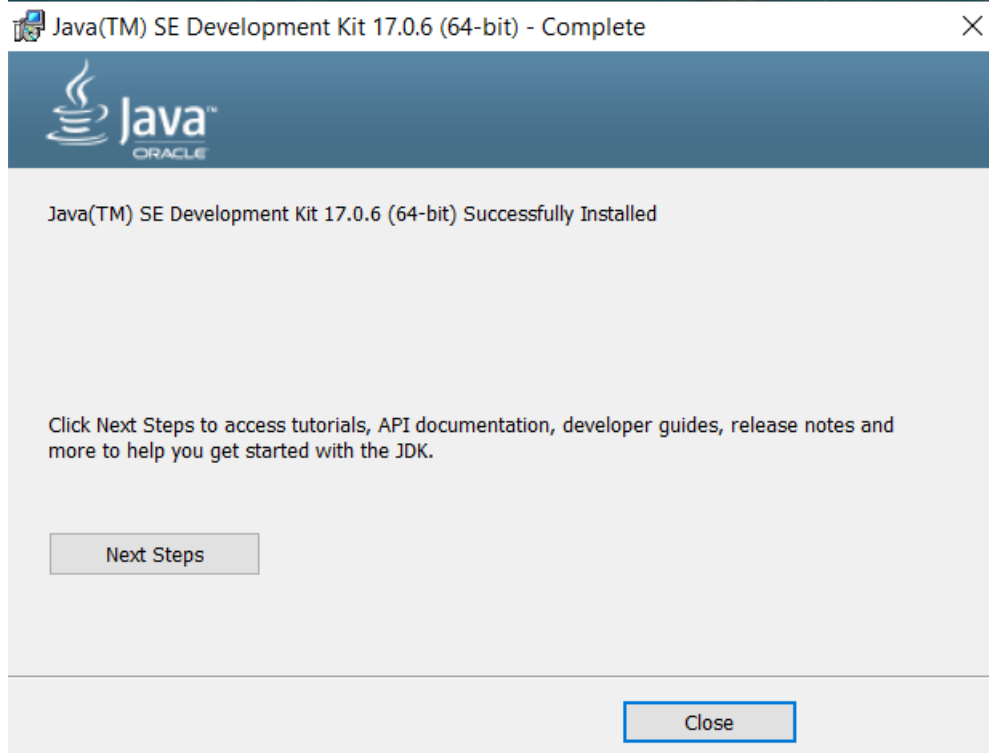 Java(TM) SE Development Kit 17.0.6 (64-bit) - Complete
Java™
ORACLE
Java(TM) SE Development Kit 17.0.6 (64-bit) Successfully Installed
Click Next Steps to access tutorials, API documentation, developer guides, release notes and
more to help you get started with the JDK.
Next Steps
Close